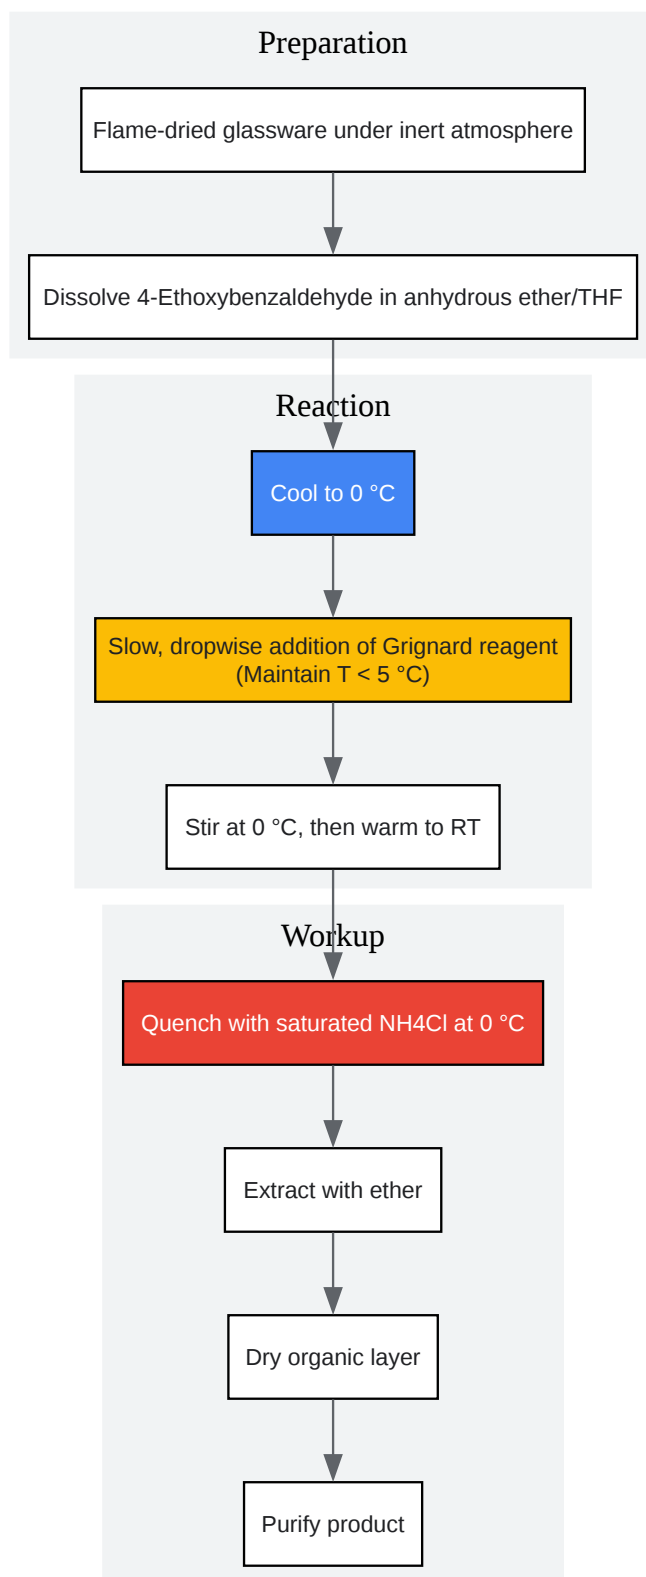 Preparation
Flame-dried glassware under inert atmosphere
Dissolve 4-Ethoxybenzaldehyde in anhydrous ether/THF
Reaction
Cool to 0 °C
Slow, dropwise addition of Grignard reagent
(Maintain T < 5 °C)
Stir at 0 °C, then warm to RT
Workup
Quench with saturated NH4Cl at 0 °C
Extract with ether
Dry organic layer
Purify product